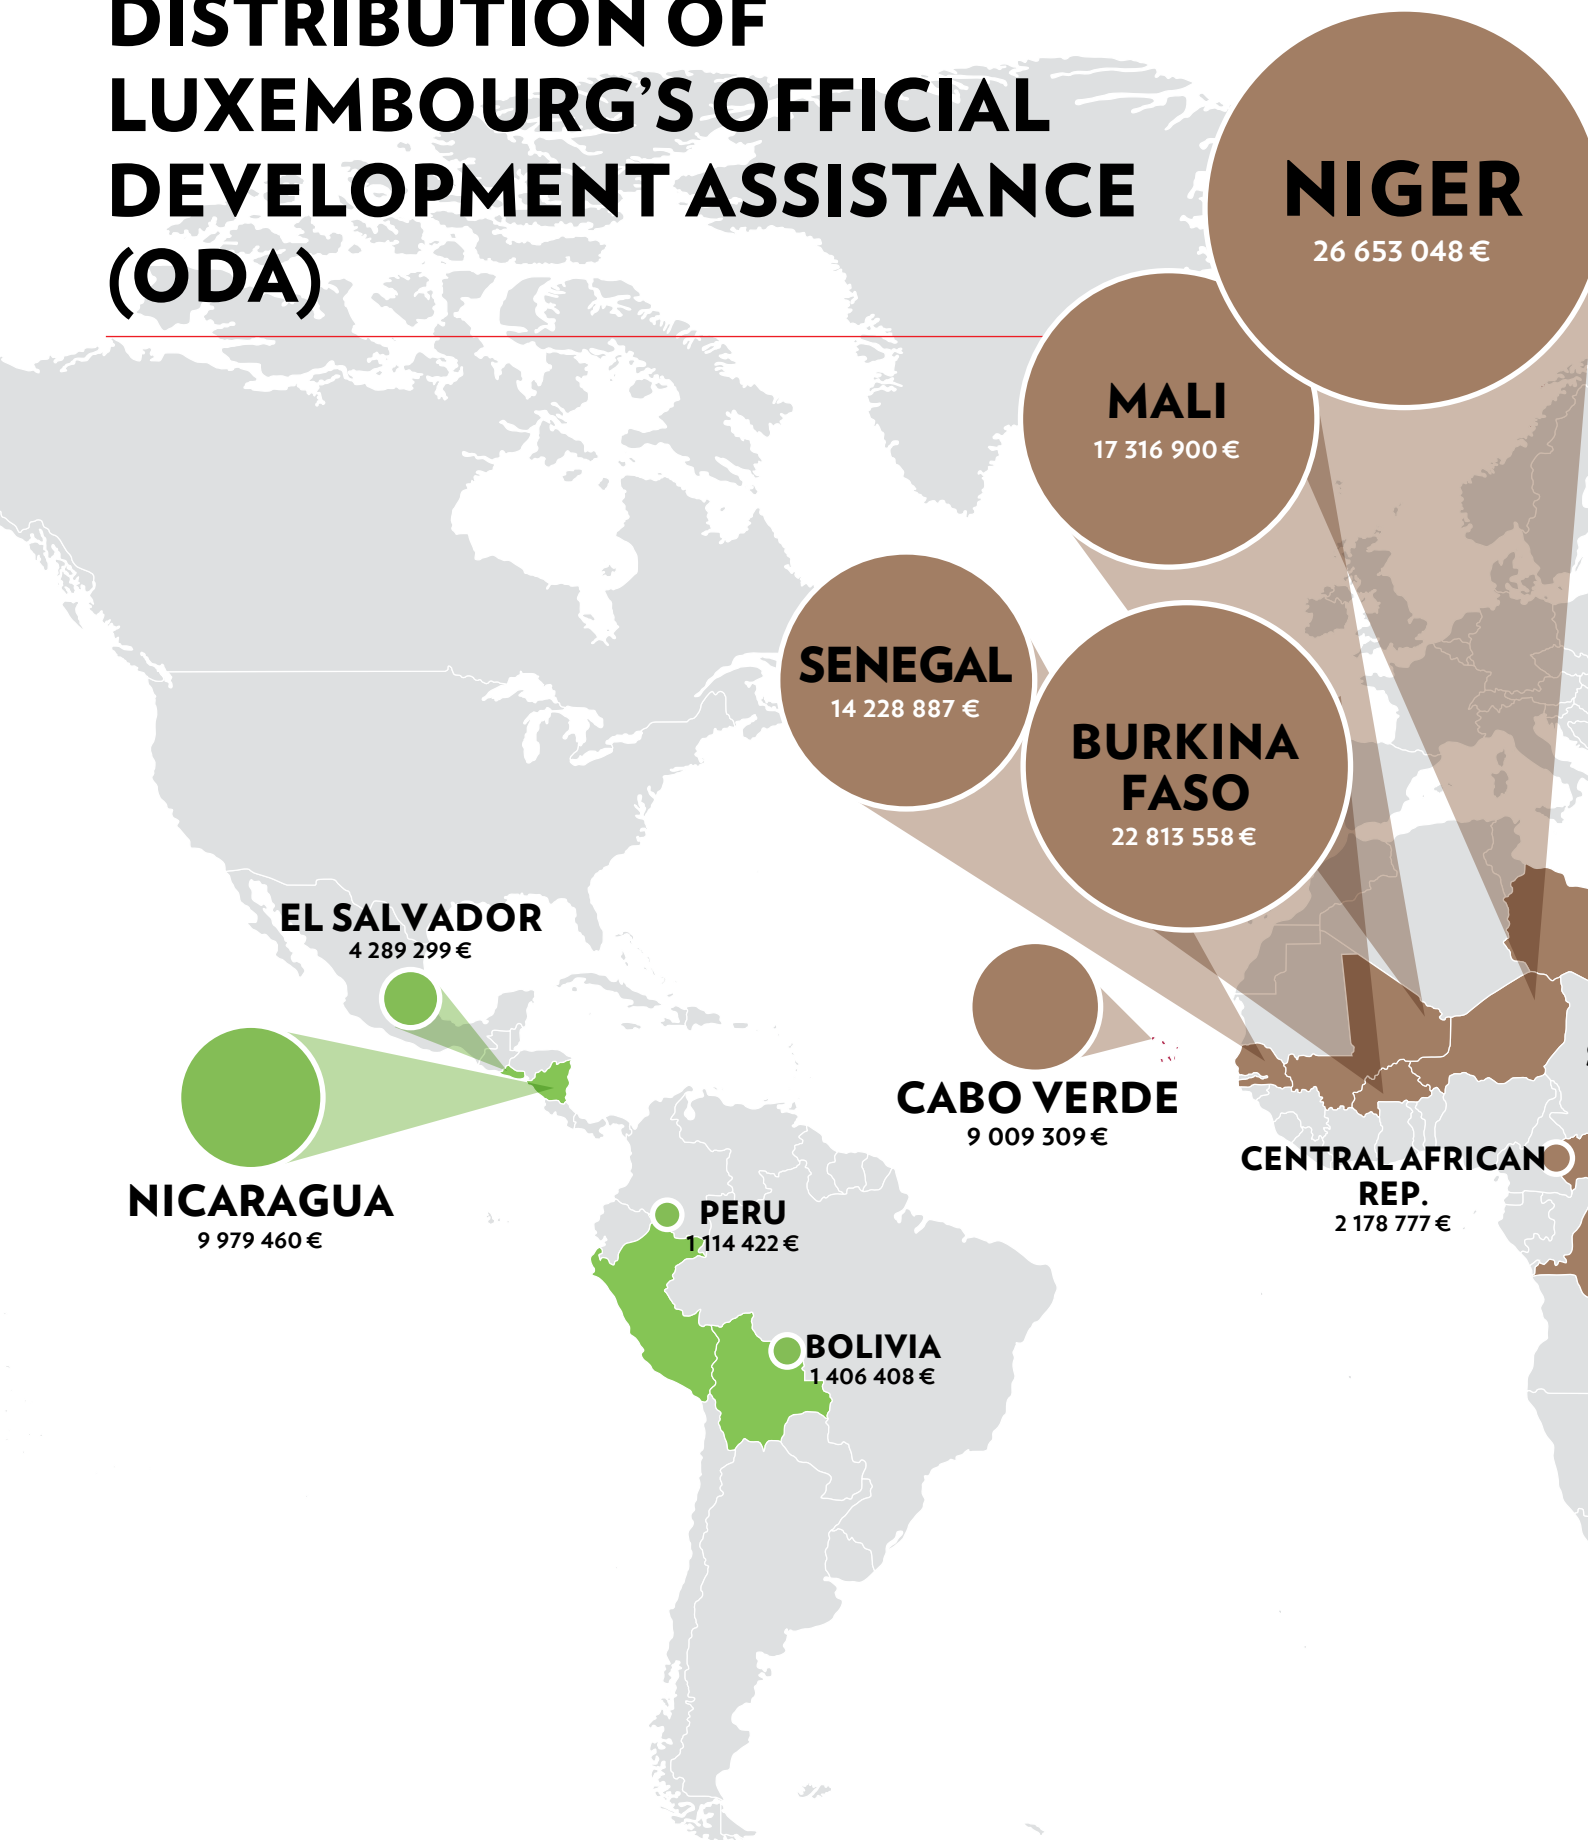 DISTRIBUTION OF
LUXEMBOURG’S OFFICIAL
DEVELOPMENT ASSISTANCE
(ODA)
NIGER
26 653 048 €
MALI
17 316 900 €
SENEGAL
14 228 887 €
BURKINA
FASO
22 813 558 €
EL SALVADOR
4 289 299 €
CABO VERDE
9 009 309 €
CENTRAL AFRICAN
REP.
2 178 777 €
NICARAGUA
9 979 460 €
PERU
1 114 422 €
BOLIVIA
1 406 408 €